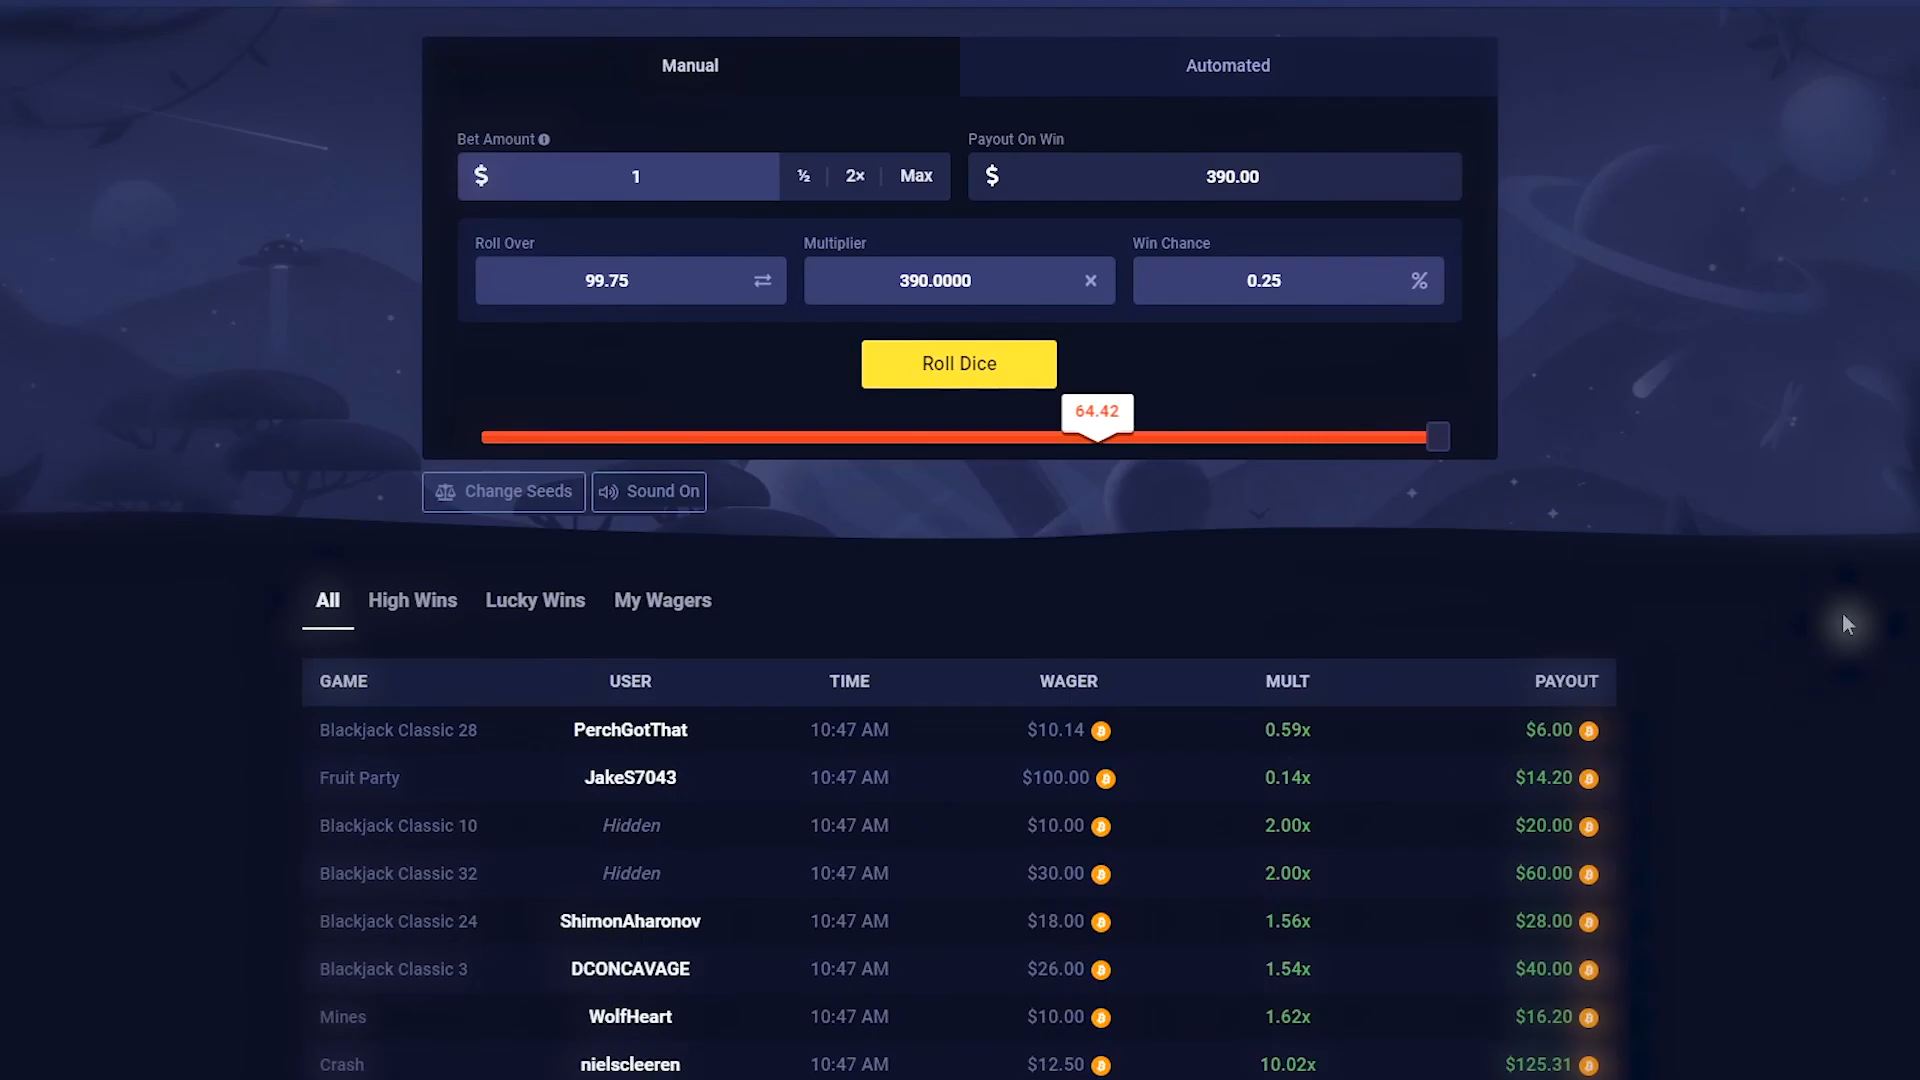 Manual Automated
Bet Amount Payout On Win
$ 1 ½ 2× Max $ 390.00
Roll Over Multiplier Win Chance
99.75 390.0000 × 0.25 %
Roll Dice
64.42
Change Seeds Sound On
All High Wins Lucky Wins My Wagers
GAME USER TIME WAGER MULT PAYOUT
Blackjack Classic 28 PerchGotThat 10:47 AM $10.14 0.59x $6.00
Fruit Party JakeS7043 10:47 AM $100.00 0.14x $14.20
Blackjack Classic 10 Hidden 10:47 AM $10.00 2.00x $20.00
Blackjack Classic 32 Hidden 10:47 AM $30.00 2.00x $60.00
Blackjack Classic 24 ShimonAharonov 10:47 AM $18.00 1.56x $28.00
Blackjack Classic 3 DCONCAVAGE 10:47 AM $26.00 1.54x $40.00
Mines WolfHeart 10:47 AM $10.00 1.62x $16.20
Crash nielscleeren 10:47 AM $12.50 10.02x $125.31